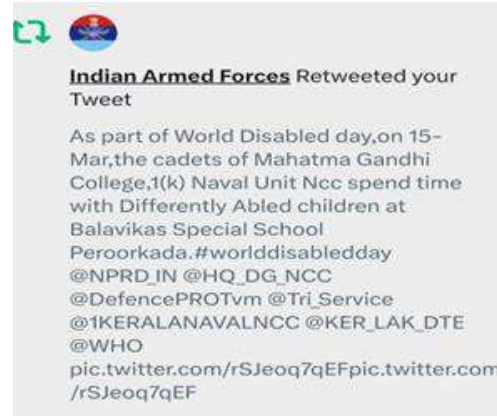 Indian Armed Forces Retweeted your
Tweet
As part of World Disabled day,on 15-
Mar,the cadets of Mahatma Gandhi
College,1(k) Naval Unit Ncc spend time
with Differently Abled children at
Balavikas Special School
Peroorkada.#worlddisabledday
@NPRD_IN @HQ_DG_NCC
@DefencePROTvm @Tri_Service
@1KERALANAVALNCC @KER_LAK_DTE
@WHO
pic.twitter.com/rSJeoq7qEFpic.twitter.com
/rSJeoq7qEF